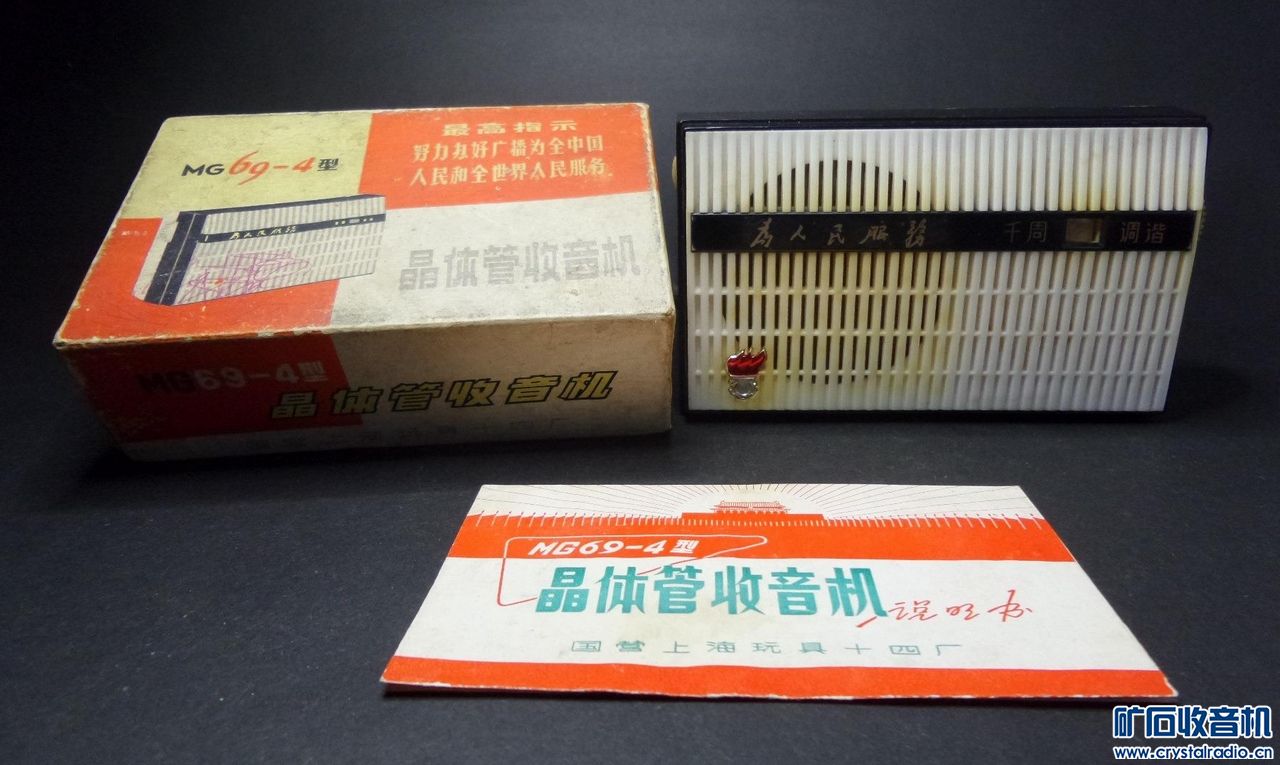 MG69-4型
最高指示
努力办好广播为全中国
人民和全世界人民服务
为人民服务
晶体管收音机
MG69-4型
晶体管收音机
为人民服务
千周
调谐
MG69-4型
晶体管收音机
说明书
国营上海玩具十四厂
矿石收音机
www.crystalradio.cn